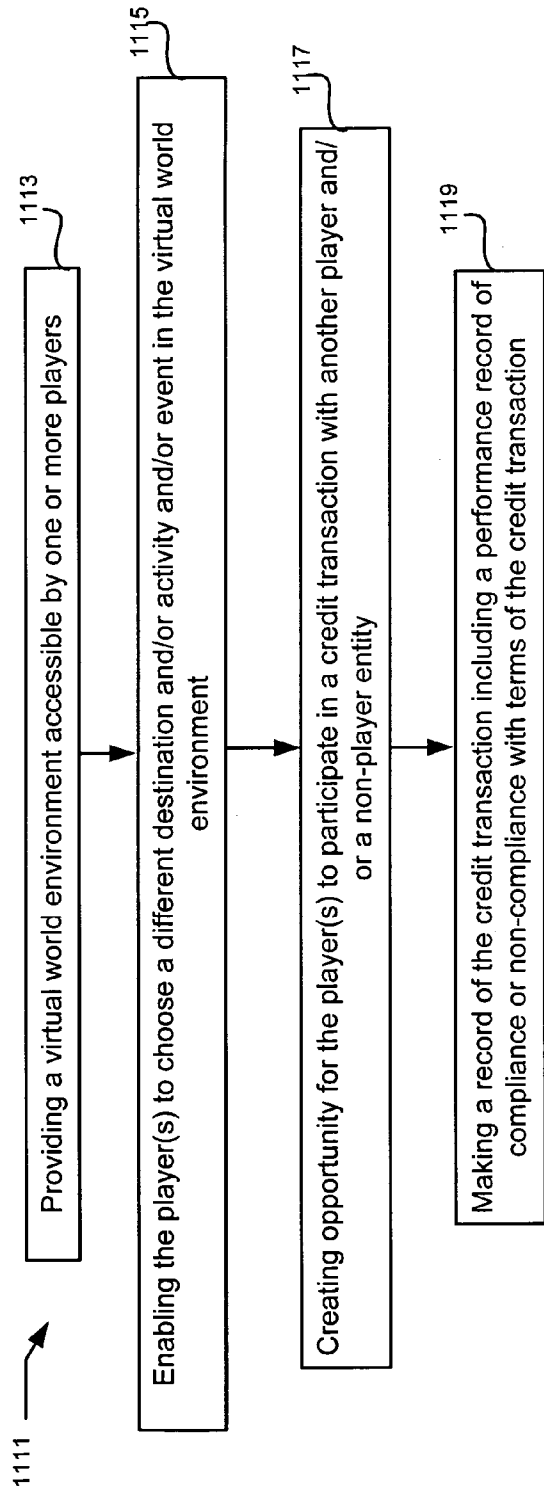 1111
1113
Providing a virtual world environment accessible by one or more players
1115
Enabling the player(s) to choose a different destination and/or activity and/or event in the virtual world
environment
1117
Creating opportunity for the player(s) to participate in a credit transaction with another player and/
or a non-player entity
1119
Making a record of the credit transaction including a performance record of
compliance or non-compliance with terms of the credit transaction